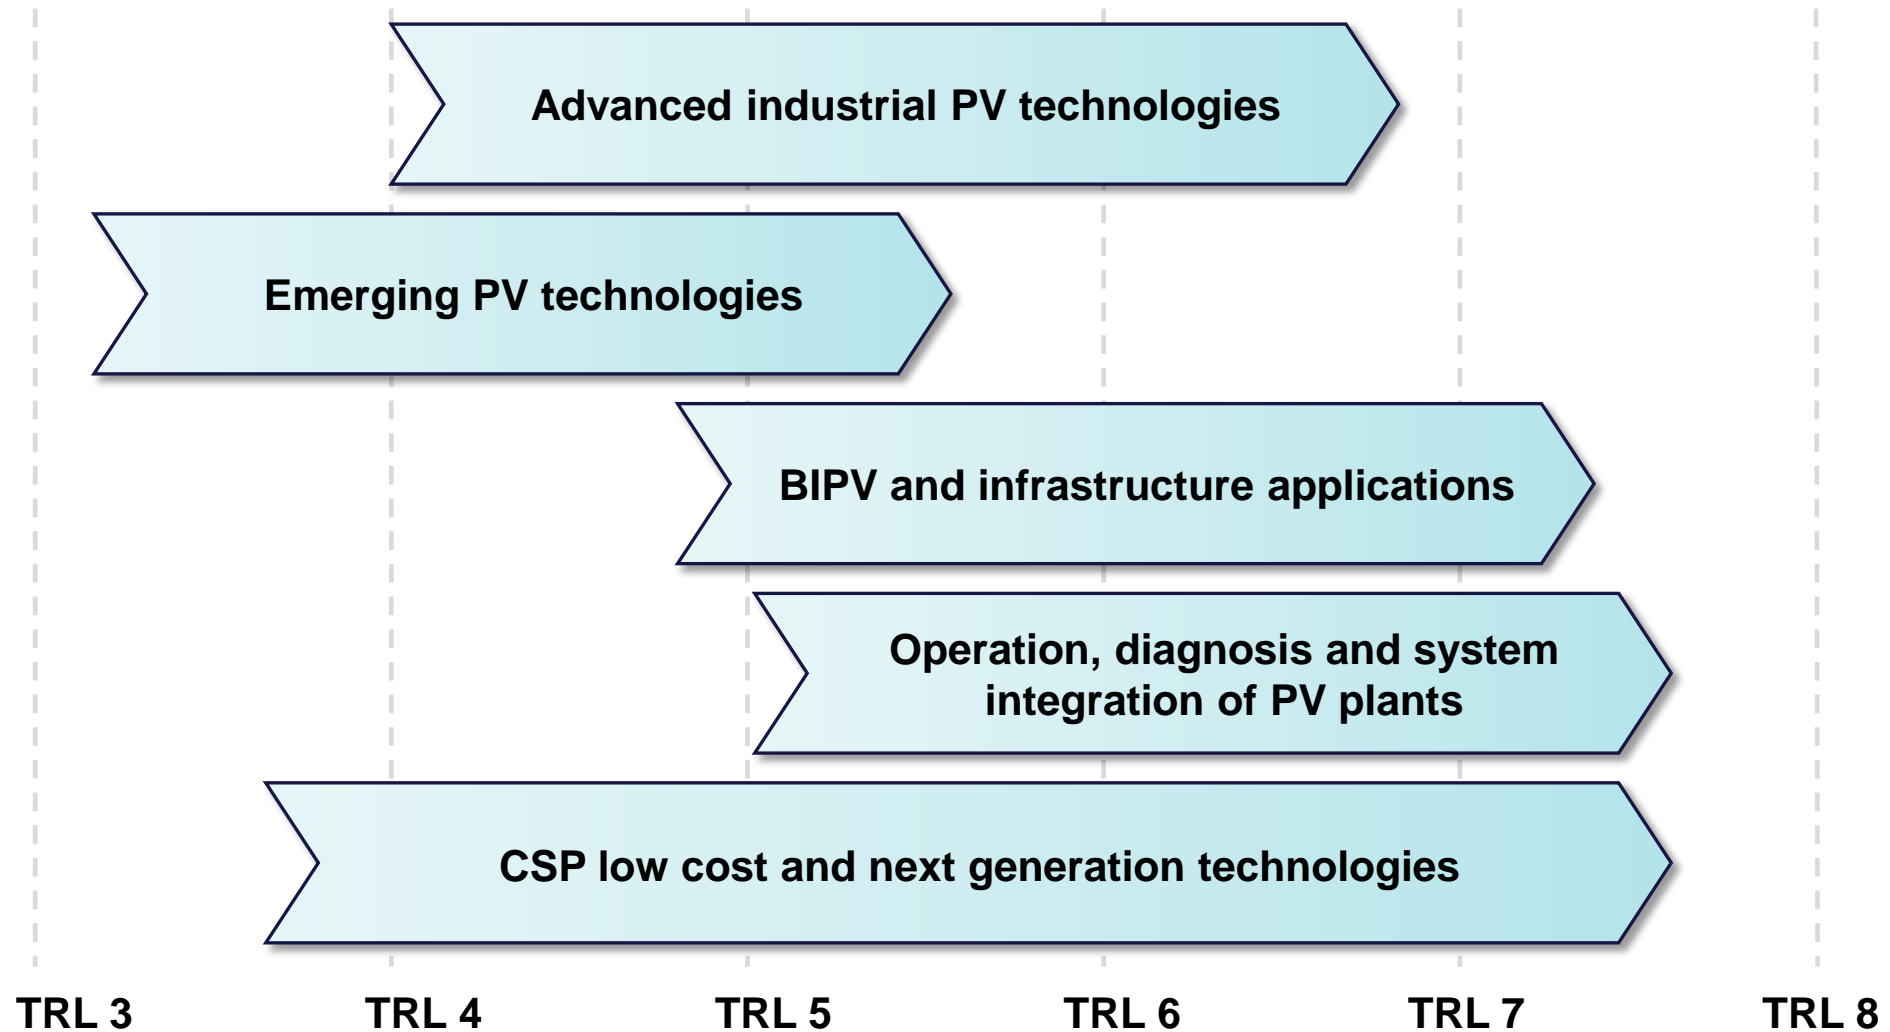 Advanced industrial PV technologies
Emerging PV technologies
BIPV and infrastructure applications
Operation, diagnosis and system
integration of PV plants
CSP low cost and next generation technologies
TRL 3 TRL 4 TRL 5 TRL 6 TRL 7 TRL 8